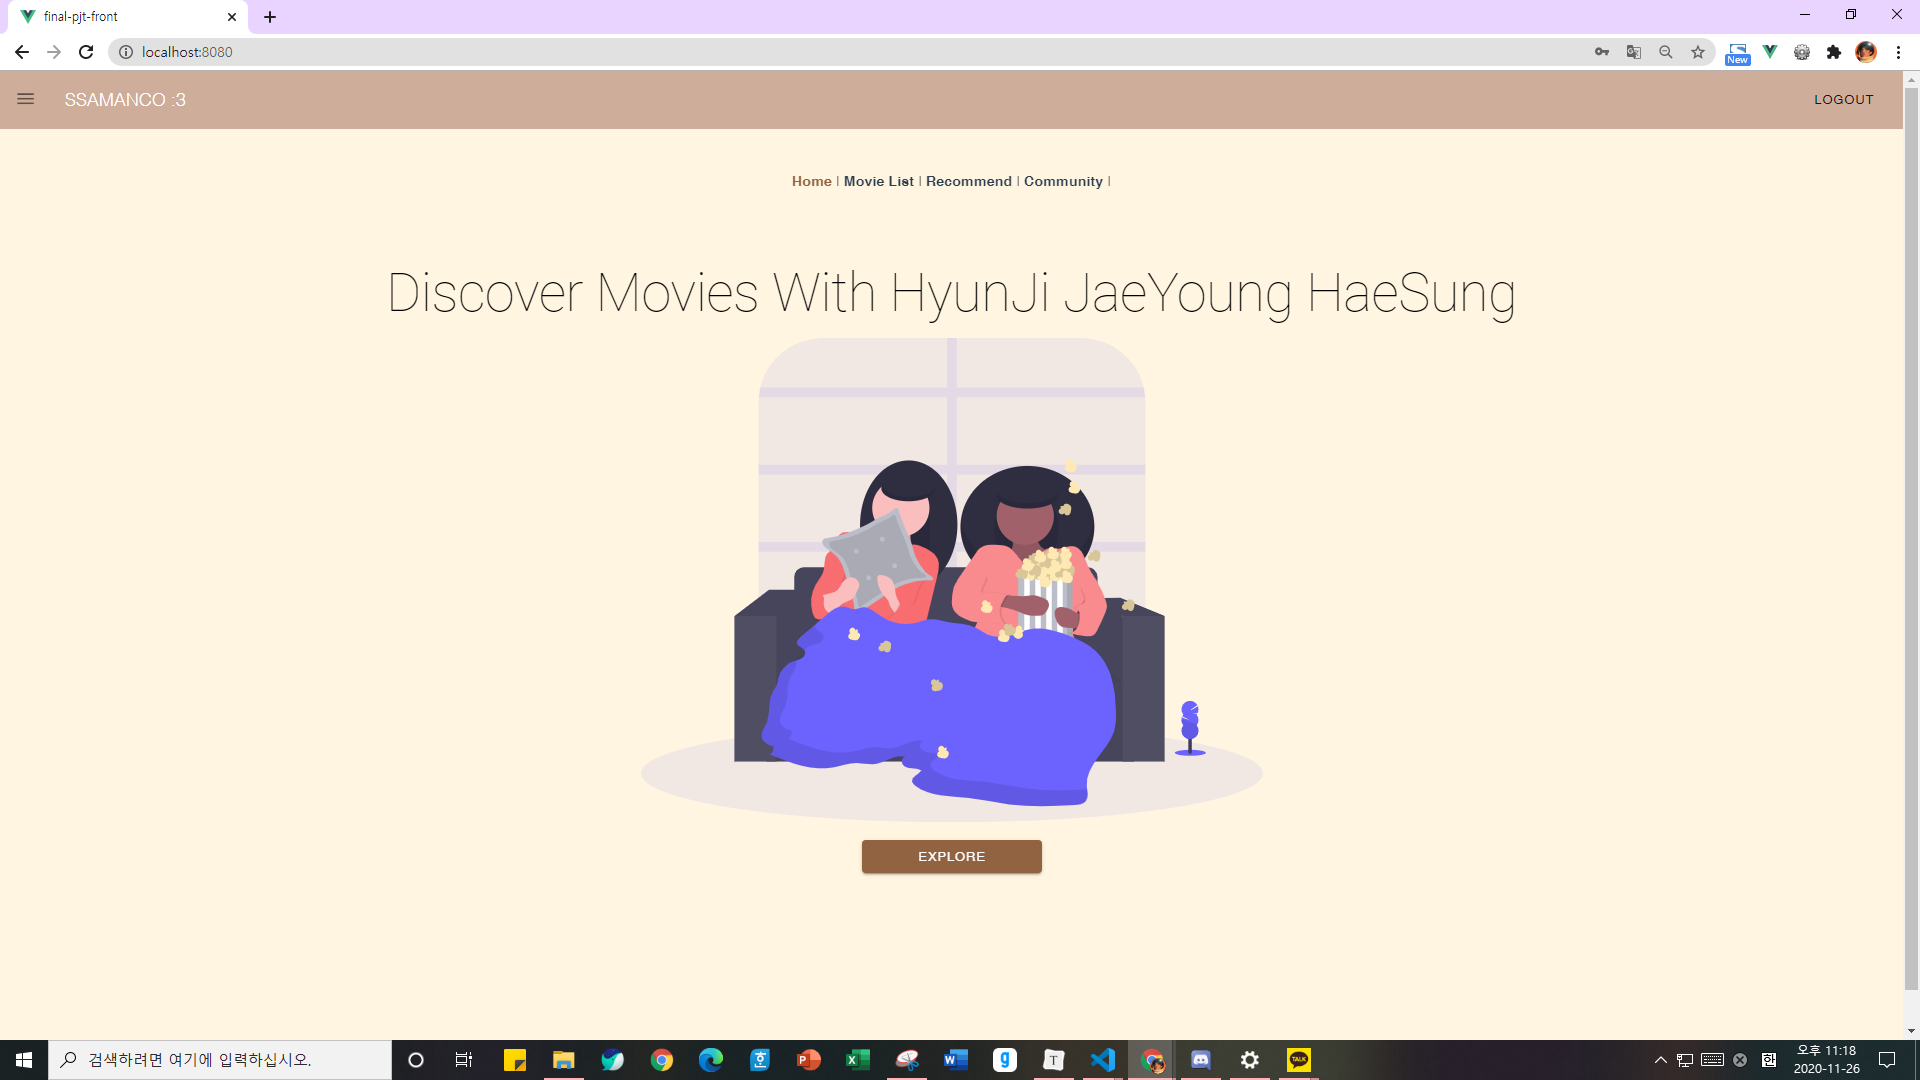 final-pjt-front
localhost:8080
New
SSAMANCO :3
LOGOUT
Home | Movie List | Recommend | Community |
Discover Movies With HyunJi JaeYoung HaeSung
EXPLORE
검색하려면 여기에 입력하십시오.
호
P
X
W
g
T
TALK
한
오후 11:18
2020-11-26